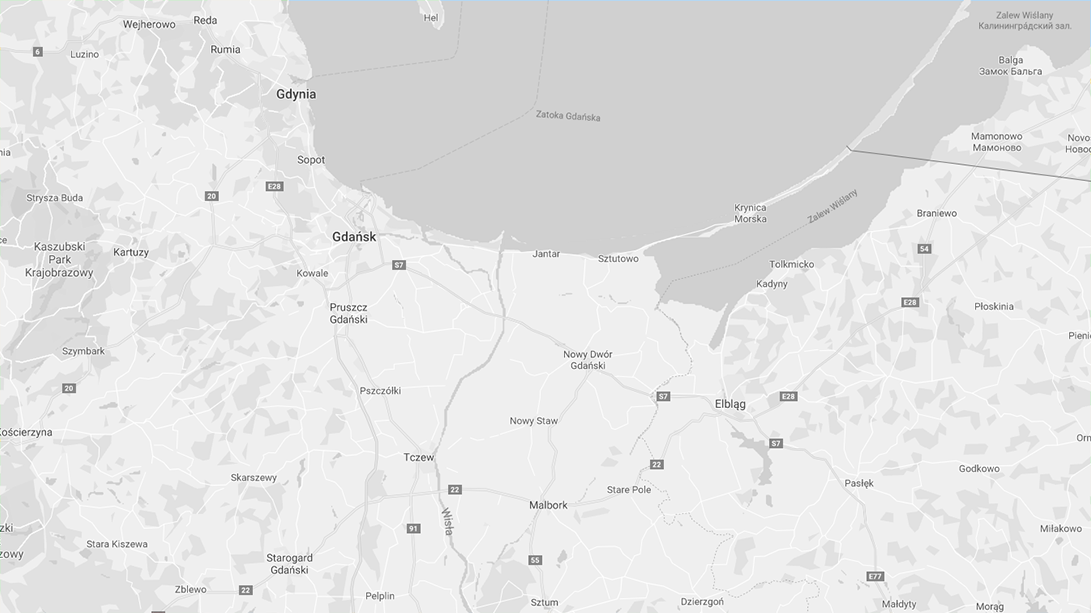 Hel
Zalew Wiślany
Калинингра́дский зал.
Wejherowo
Reda
Rumia
6
Luzino
Balga
Замок Бальга
Gdynia
Zatoka Gdańska
Mamonowo
Мамоново
Sopot
E28
20
Strysza Buda
Krynica
Morska
Zalew Wiślany
Braniewo
Gdańsk
Kaszubski
Park
Krajobrazowy
Kartuzy
54
Jantar
Sztutowo
S7
Kowale
Tolkmicko
Kadyny
E28
Płoskinia
Pruszcz
Gdański
Szymbark
Nowy Dwór
Gdański
20
Pszczółki
S7
E28
Elbląg
Nowy Staw
Kościerzyna
S7
Tczew
22
Godkowo
Skarszewy
Pasłęk
22
Stare Pole
Malbork
Wisła
91
Miłakowo
Stara Kiszewa
Starogard
Gdański
55
E77
Zblewo
22
Pelplin
Sztum
Dzierzgoń
Małdyty
Morąg